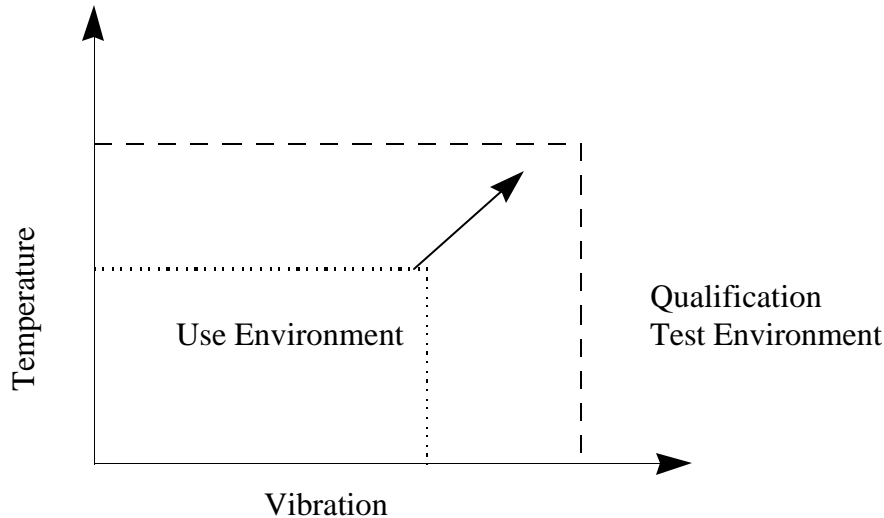 Temperature
Use Environment
Qualification
Test Environment
Vibration